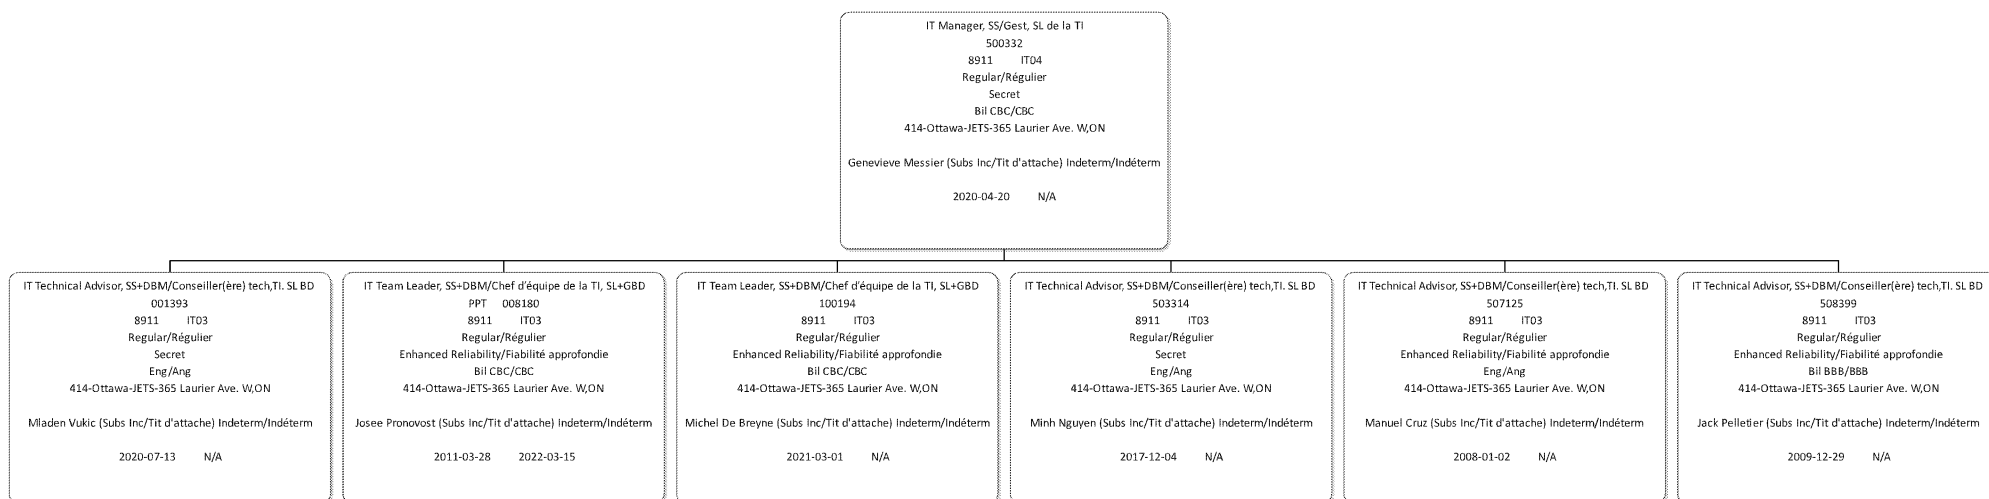 IT Manager, SS/Gest, SL de la TI
500332
8911 IT04
Regular/Régulier
Secret
Bil CBC/CBC
414-Ottawa-JETS-365 Laurier Ave. W,ON
Genevieve Messier (Subs Inc/Tit d'attache) Indeterm/Indéterm
2020-04-20 N/A
IT Technical Advisor, SS+DBM/Conseiller(ère) tech,TI. SL BD
001393
8911 IT03
Regular/Régulier
Secret
Eng/Ang
414-Ottawa-JETS-365 Laurier Ave. W,ON
Mladen Vukic (Subs Inc/Tit d'attache) Indeterm/Indéterm
2020-07-13 N/A
IT Team Leader, SS+DBM/Chef d'équipe de la TI, SL+GBD
PPT 008180
8911 IT03
Regular/Régulier
Enhanced Reliability/Fiabilité approfondie
Bil CBC/CBC
414-Ottawa-JETS-365 Laurier Ave. W,ON
Josee Pronovost (Subs Inc/Tit d'attache) Indeterm/Indéterm
2011-03-28 2022-03-15
IT Team Leader, SS+DBM/Chef d'équipe de la TI, SL+GBD
100194
8911 IT03
Regular/Régulier
Enhanced Reliability/Fiabilité approfondie
Bil CBC/CBC
414-Ottawa-JETS-365 Laurier Ave. W,ON
Michel De Breyne (Subs Inc/Tit d'attache) Indeterm/Indéterm
2021-03-01 N/A
IT Technical Advisor, SS+DBM/Conseiller(ère) tech,TI. SL BD
503314
8911 IT03
Regular/Régulier
Secret
Eng/Ang
414-Ottawa-JETS-365 Laurier Ave. W,ON
Minh Nguyen (Subs Inc/Tit d'attache) Indeterm/Indéterm
2017-12-04 N/A
IT Technical Advisor, SS+DBM/Conseiller(ère) tech,TI. SL BD
507125
8911 IT03
Regular/Régulier
Enhanced Reliability/Fiabilité approfondie
Eng/Ang
414-Ottawa-JETS-365 Laurier Ave. W,ON
Manuel Cruz (Subs Inc/Tit d'attache) Indeterm/Indéterm
2008-01-02 N/A
IT Technical Advisor, SS+DBM/Conseiller(ère) tech,TI. SL BD
508399
8911 IT03
Regular/Régulier
Enhanced Reliability/Fiabilité approfondie
Bil BBB/BBB
414-Ottawa-JETS-365 Laurier Ave. W,ON
Jack Pelletier (Subs Inc/Tit d'attache) Indeterm/Indéterm
2009-12-29 N/A